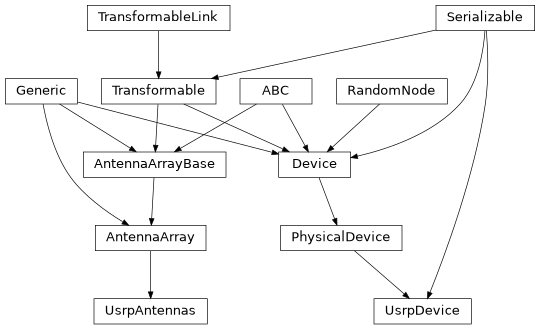 TransformableLink
Serializable
Generic
Transformable
ABC
RandomNode
AntennaArrayBase
Device
AntennaArray
PhysicalDevice
UsrpAntennas
UsrpDevice